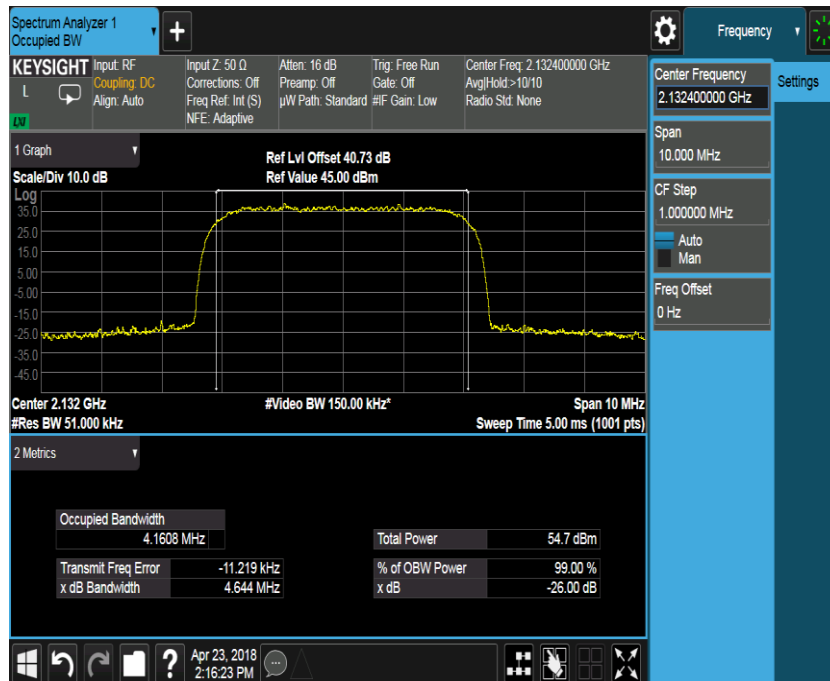 Spectrum Analyzer 1
Occupied BW
+
Frequency
KEYSIGHT
L
LXI
Input: RF
Coupling: DC
Align: Auto
Input Z: 50 Ω
Corrections: Off
Freq Ref: Int (S)
NFE: Adaptive
Atten: 16 dB
Preamp: Off
µW Path: Standard
Trig: Free Run
Gate: Off
#IF Gain: Low
Center Freq: 2.132400000 GHz
Avg|Hold:>10/10
Radio Std: None
Center Frequency
2.132400000 GHz
Settings
Span
10.000 MHz
CF Step
1.000000 MHz
Auto
Man
Freq Offset
0 Hz
1 Graph
Scale/Div 10.0 dB
Ref Lvl Offset 40.73 dB
Ref Value 45.00 dBm
Log
35.0
25.0
15.0
5.00
-5.00
-15.0
-25.0
-35.0
-45.0
Center 2.132 GHz
#Video BW 150.00 kHz*
Span 10 MHz
#Res BW 51.000 kHz
Sweep Time 5.00 ms (1001 pts)
2 Metrics
Occupied Bandwidth
4.1608 MHz
Total Power 54.7 dBm
Transmit Freq Error -11.219 kHz
% of OBW Power 99.00 %
x dB Bandwidth 4.644 MHz
x dB -26.00 dB
?
Apr 23, 2018
2:16:23 PM